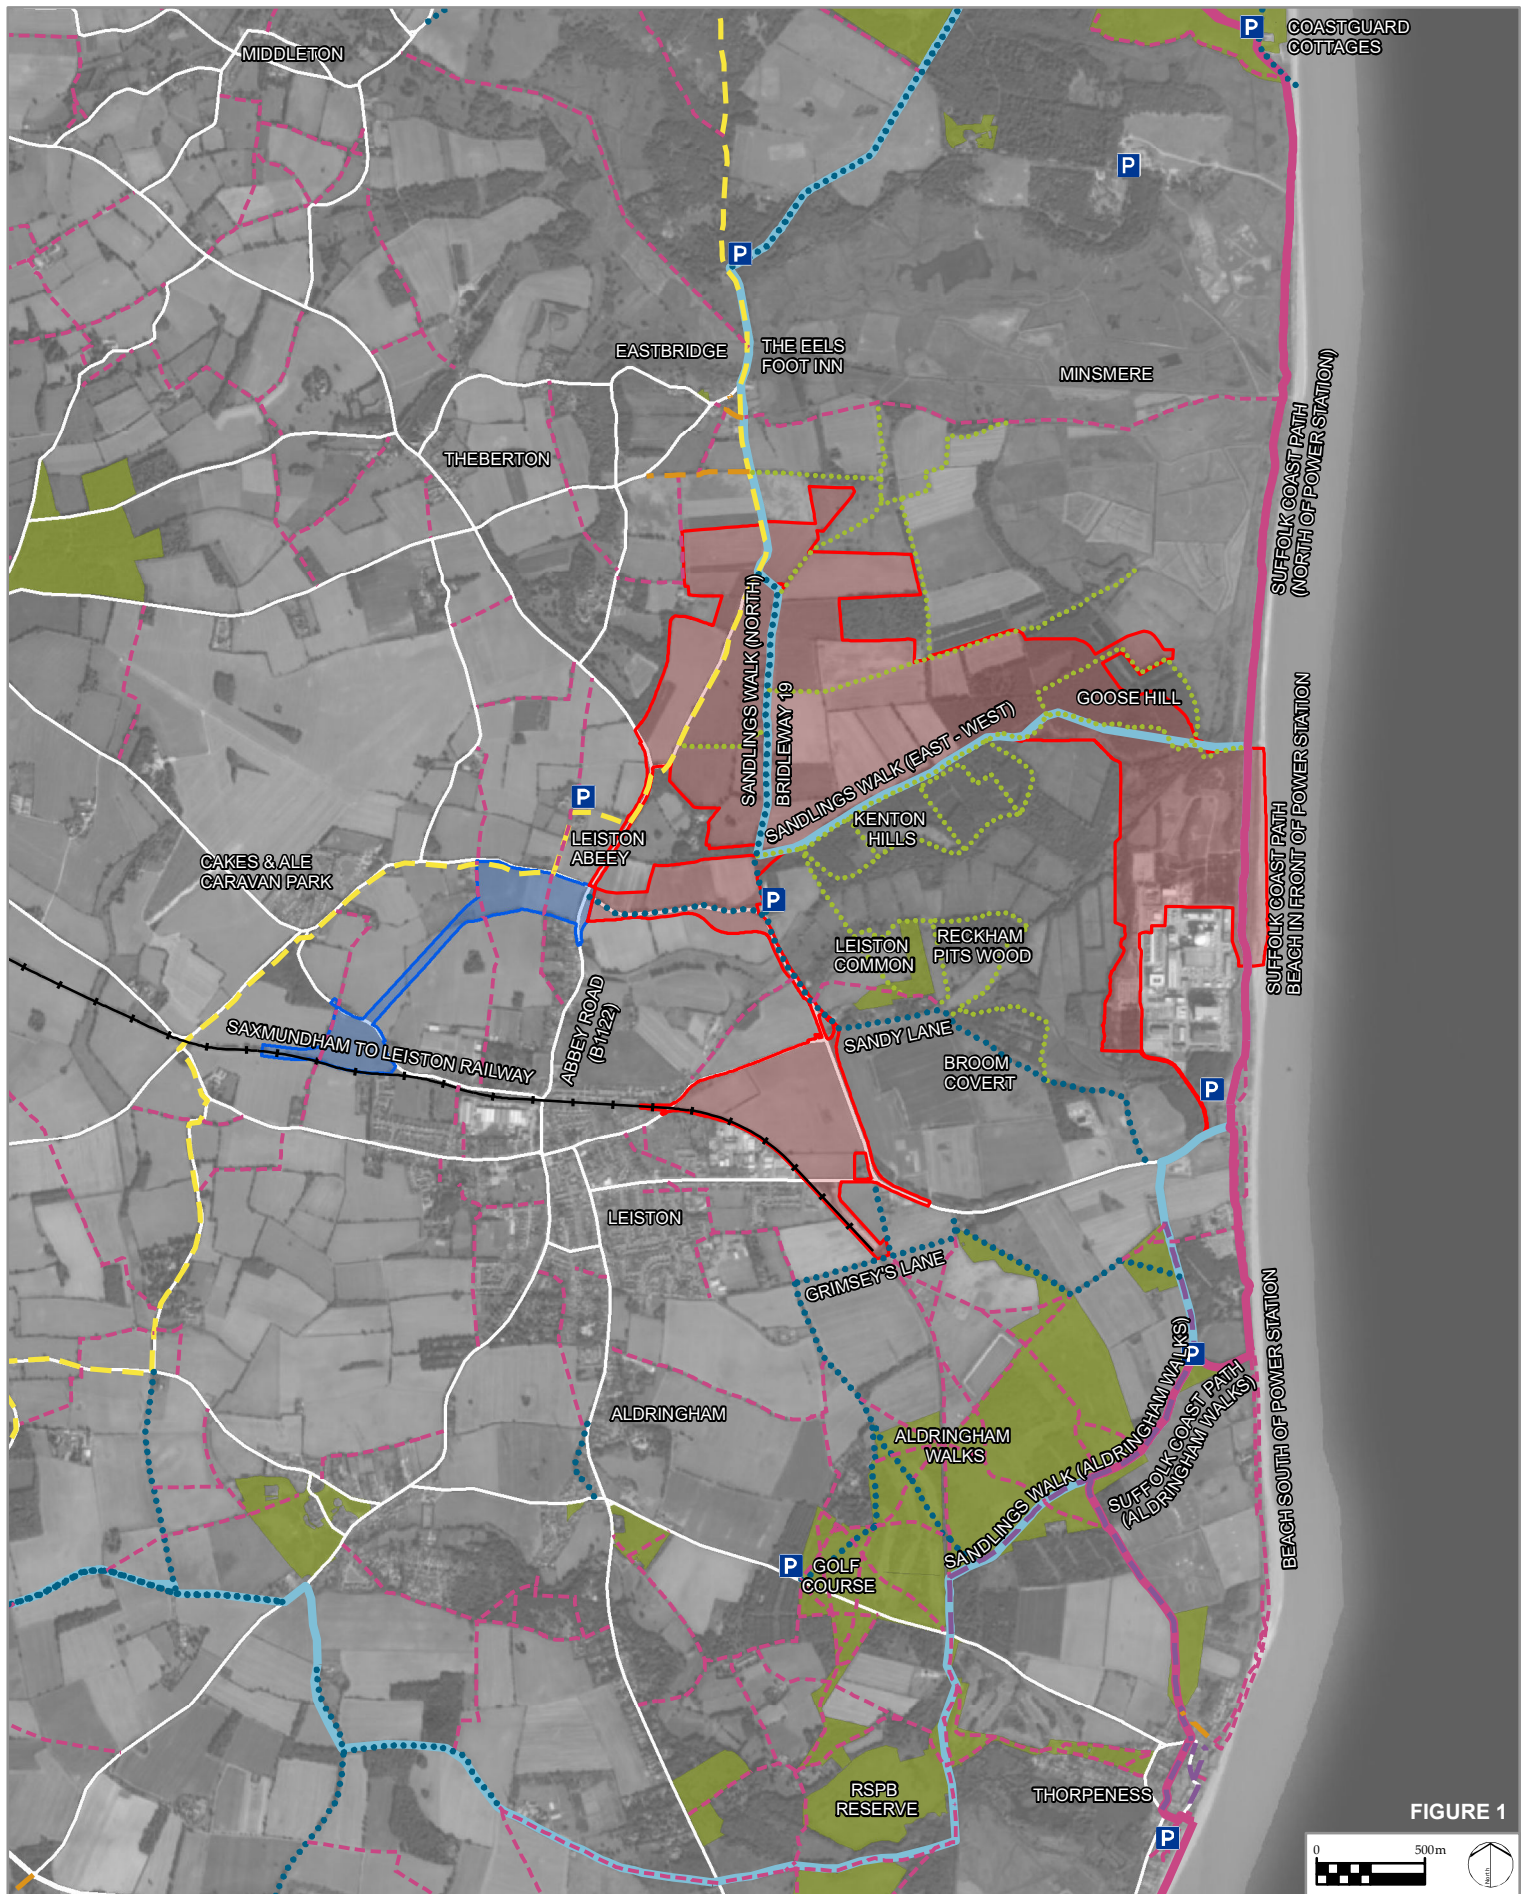 COASTGUARD
COTTAGES
P
MIDDLETON
P
P
EASTBRIDGE
THE EELS
FOOT INN
MINSMERE
SUFFOLK COAST PATH
(NORTH OF POWER STATION)
THEBERTON
SANDLINGS WALK (NORTH)
BRIDLEWAY 19
GOOSE HILL
SANDLINGS WALK (EAST - WEST)
SUFFOLK COAST PATH
BEACH IN FRONT OF POWER STATION
P
LEISTON
ABEEY
KENTON
HILLS
CAKES & ALE
CARAVAN PARK
P
LEISTON
COMMON
RECKHAM
PITS WOOD
ABBEY ROAD
(B1122)
SAXMUNDHAM TO LEISTON RAILWAY
SANDY LANE
BROOM
COVERT
P
LEISTON
GRIMSEY'S LANE
P
BEACH SOUTH OF POWER STATION
ALDRINGHAM
ALDRINGHAM
WALKS
SANDLINGS WALK (ALDRINGHAM WALKS)
SUFFOLK COAST PATH
(ALDRINGHAM WALKS)
P
GOLF
COURSE
RSPB
RESERVE
THORPENESS
P
FIGURE 1
0 500m
North